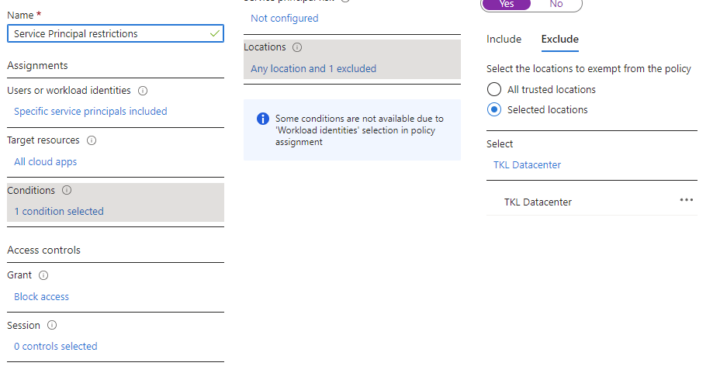 Name *
Service Principal restrictions
Assignments
Users or workload identities
Specific service principals included
Target resources
All cloud apps
Conditions
1 condition selected
Access controls
Grant
Block access
Session
0 controls selected
Not configured
Locations
Any location and 1 excluded
Some conditions are not available due to
'Workload identities' selection in policy
assignment
Yes No
Include Exclude
Select the locations to exempt from the policy
All trusted locations
Selected locations
Select
TKL Datacenter
TKL Datacenter